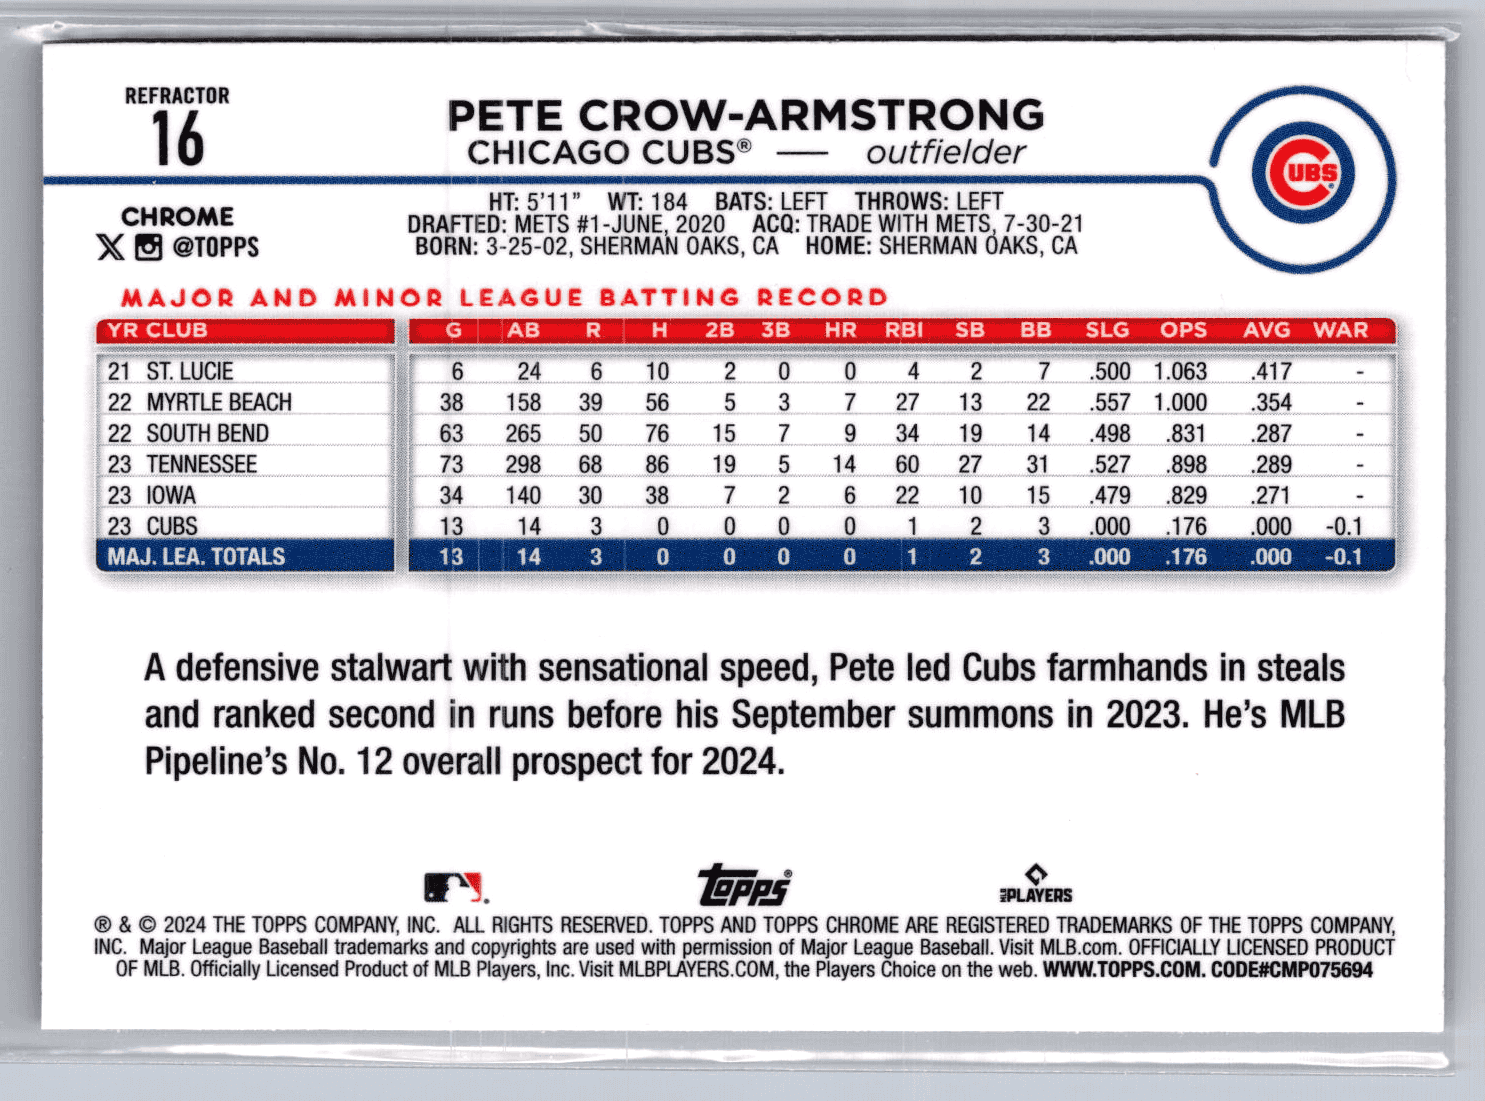 REFRACTOR
16
PETE CROW-ARMSTRONG
CHICAGO CUBS® — outfielder
CUBS®
CHROME
X @TOPPS
HT: 5'11" WT: 184 BATS: LEFT THROWS: LEFT
DRAFTED: METS #1-JUNE, 2020 ACQ: TRADE WITH METS, 7-30-21
BORN: 3-25-02, SHERMAN OAKS, CA HOME: SHERMAN OAKS, CA
MAJOR AND MINOR LEAGUE BATTING RECORD
YR CLUB G AB R H 2B 3B HR RBI SB BB SLG OPS AVG WAR
21 ST. LUCIE 6 24 6 10 2 0 0 4 2 7 .500 1.063 .417 -
22 MYRTLE BEACH 38 158 39 56 5 3 7 27 13 22 .557 1.000 .354 -
22 SOUTH BEND 63 265 50 76 15 7 9 34 19 14 .498 .831 .287 -
23 TENNESSEE 73 298 68 86 19 5 14 60 27 31 .527 .898 .289 -
23 IOWA 34 140 30 38 7 2 6 22 10 15 .479 .829 .271 -
23 CUBS 13 14 3 0 0 0 0 1 2 3 .000 .176 .000 -0.1
MAJ. LEA. TOTALS 13 14 3 0 0 0 0 1 2 3 .000 .176 .000 -0.1
A defensive stalwart with sensational speed, Pete led Cubs farmhands in steals
and ranked second in runs before his September summons in 2023. He's MLB
Pipeline's No. 12 overall prospect for 2024.
Topps®
MLB PLAYERS
® & © 2024 THE TOPPS COMPANY, INC. ALL RIGHTS RESERVED. TOPPS AND TOPPS CHROME ARE REGISTERED TRADEMARKS OF THE TOPPS COMPANY,
INC. Major League Baseball trademarks and copyrights are used with permission of Major League Baseball. Visit MLB.com. OFFICIALLY LICENSED PRODUCT
OF MLB. Officially Licensed Product of MLB Players, Inc. Visit MLBPLAYERS.COM, the Players Choice on the web. WWW.TOPPS.COM. CODE#CMP075694